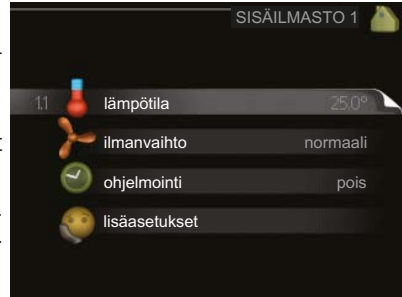 SISÄILMASTO 1
1.1 lämpötila 25.0°
ilmanvaihto normaali
ohjelmointi pois
lisäasetukset